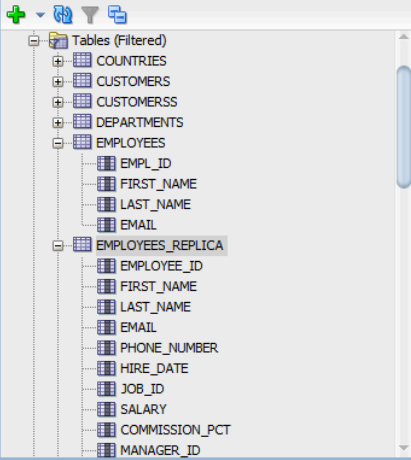 Tables (Filtered)
COUNTRIES
CUSTOMERS
CUSTOMERSS
DEPARTMENTS
EMPLOYEES
EMPL_ID
FIRST_NAME
LAST_NAME
EMAIL
EMPLOYEES_REPLICA
EMPLOYEE_ID
FIRST_NAME
LAST_NAME
EMAIL
PHONE_NUMBER
HIRE_DATE
JOB_ID
SALARY
COMMISSION_PCT
MANAGER_ID